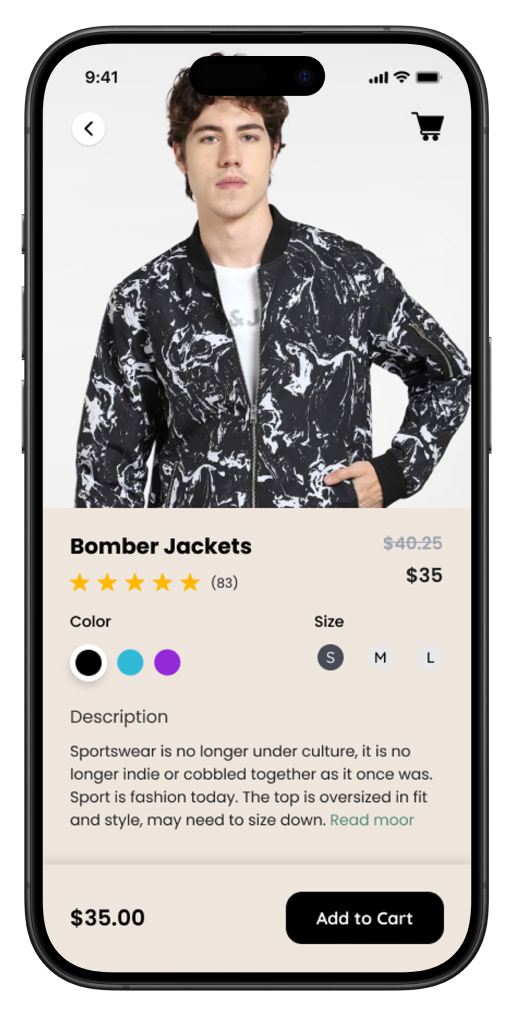 9:41
& J
Bomber Jackets
$40.25
(83)
$35
Color
Size
S
M
L
Description
Sportswear is no longer under culture, it is no
longer indie or cobbled together as it once was.
Sport is fashion today. The top is oversized in fit
and style, may need to size down. Read moor
$35.00
Add to Cart